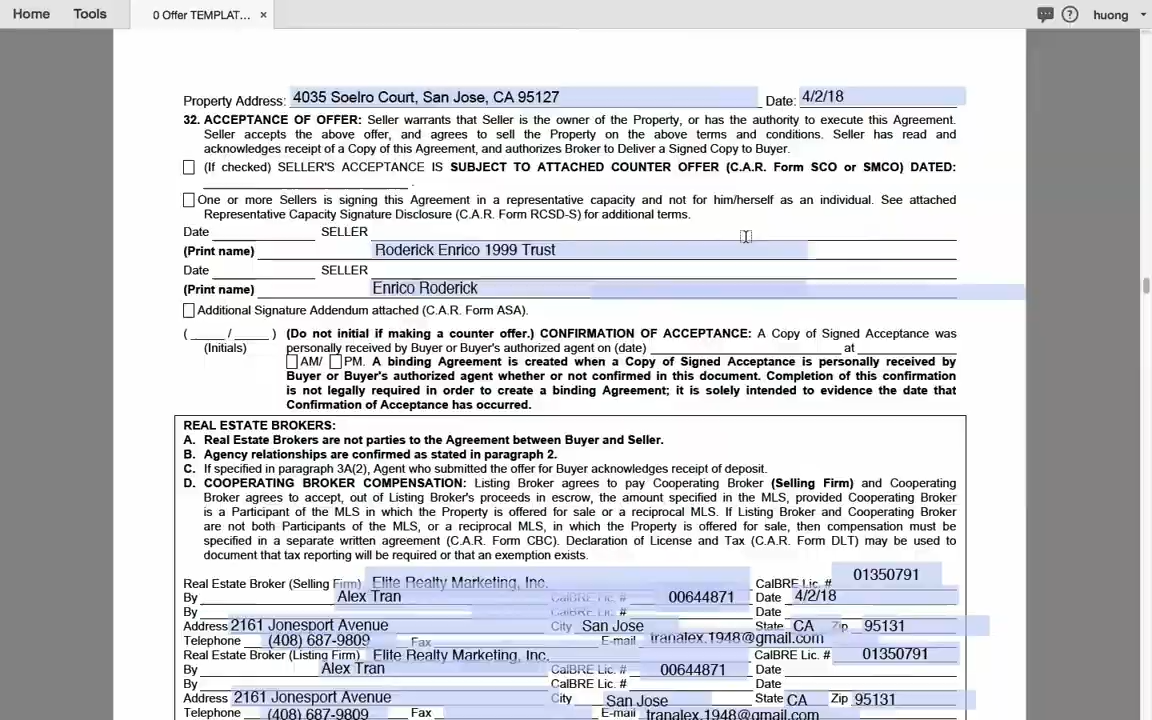 Home Tools 0 Offer TEMPLAT... × huong
Property Address: 4035 Soelro Court, San Jose, CA 95127 Date: 4/2/18
32. ACCEPTANCE OF OFFER: Seller warrants that Seller is the owner of the Property, or has the authority to execute this Agreement.
Seller accepts the above offer, and agrees to sell the Property on the above terms and conditions. Seller has read and
acknowledges receipt of a Copy of this Agreement, and authorizes Broker to Deliver a Signed Copy to Buyer.
(If checked) SELLER'S ACCEPTANCE IS SUBJECT TO ATTACHED COUNTER OFFER (C.A.R. Form SCO or SMCO) DATED:
.
One or more Sellers is signing this Agreement in a representative capacity and not for him/herself as an individual. See attached
Representative Capacity Signature Disclosure (C.A.R. Form RCSD-S) for additional terms.
Date SELLER
(Print name) Roderick Enrico 1999 Trust
Date SELLER
(Print name) Enrico Roderick
Additional Signature Addendum attached (C.A.R. Form ASA).
( / ) (Do not initial if making a counter offer.) CONFIRMATION OF ACCEPTANCE: A Copy of Signed Acceptance was
(Initials) personally received by Buyer or Buyer's authorized agent on (date) at
AM/ PM. A binding Agreement is created when a Copy of Signed Acceptance is personally received by
Buyer or Buyer's authorized agent whether or not confirmed in this document. Completion of this confirmation
is not legally required in order to create a binding Agreement; it is solely intended to evidence the date that
Confirmation of Acceptance has occurred.
REAL ESTATE BROKERS:
A. Real Estate Brokers are not parties to the Agreement between Buyer and Seller.
B. Agency relationships are confirmed as stated in paragraph 2.
C. If specified in paragraph 3A(2), Agent who submitted the offer for Buyer acknowledges receipt of deposit.
D. COOPERATING BROKER COMPENSATION: Listing Broker agrees to pay Cooperating Broker (Selling Firm) and Cooperating
Broker agrees to accept, out of Listing Broker's proceeds in escrow, the amount specified in the MLS, provided Cooperating Broker
is a Participant of the MLS in which the Property is offered for sale or a reciprocal MLS. If Listing Broker and Cooperating Broker
are not both Participants of the MLS, or a reciprocal MLS, in which the Property is offered for sale, then compensation must be
specified in a separate written agreement (C.A.R. Form CBC). Declaration of License and Tax (C.A.R. Form DLT) may be used to
document that tax reporting will be required or that an exemption exists.
Real Estate Broker (Selling Firm) Elite Realty Marketing, Inc. CalBRE Lic. # 01350791
By Alex Tran CalBRE Lic. # 00644871 Date 4/2/18
By CalBRE Lic. # Date
Address 2161 Jonesport Avenue City San Jose State CA Zip 95131
Telephone (408) 687-9809 Fax E-mail tranalex.1948@gmail.com
Real Estate Broker (Listing Firm) Elite Realty Marketing, Inc. CalBRE Lic. # 01350791
By Alex Tran CalBRE Lic. # 00644871 Date
By CalBRE Lic. # Date
Address 2161 Jonesport Avenue City San Jose State CA Zip 95131
Telephone (408) 687-9809 Fax E-mail tranalex.1948@gmail.com